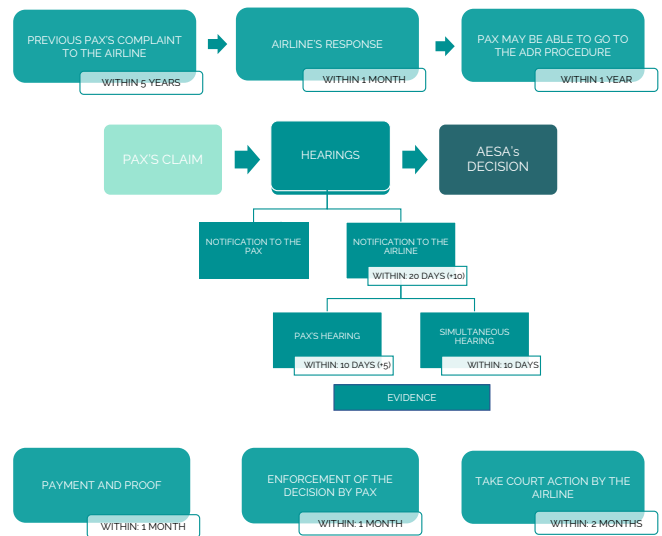 PREVIOUS PAX'S COMPLAINT
TO THE AIRLINE
WITHIN 5 YEARS
AIRLINE'S RESPONSE
WITHIN 1 MONTH
PAX MAY BE ABLE TO GO TO
THE ADR PROCEDURE
WITHIN 1 YEAR
PAX'S CLAIM
HEARINGS
AESA's
DECISION
NOTIFICATION TO THE
PAX
NOTIFICATION TO THE
AIRLINE
WITHIN: 20 DAYS (+10)
PAX'S HEARING
WITHIN: 10 DAYS (+5)
SIMULTANEOUS
HEARING
WITHIN: 10 DAYS
EVIDENCE
PAYMENT AND PROOF
WITHIN: 1 MONTH
ENFORCEMENT OF THE
DECISION BY PAX
WITHIN: 1 MONTH
TAKE COURT ACTION BY THE
AIRLINE
WITHIN: 2 MONTHS